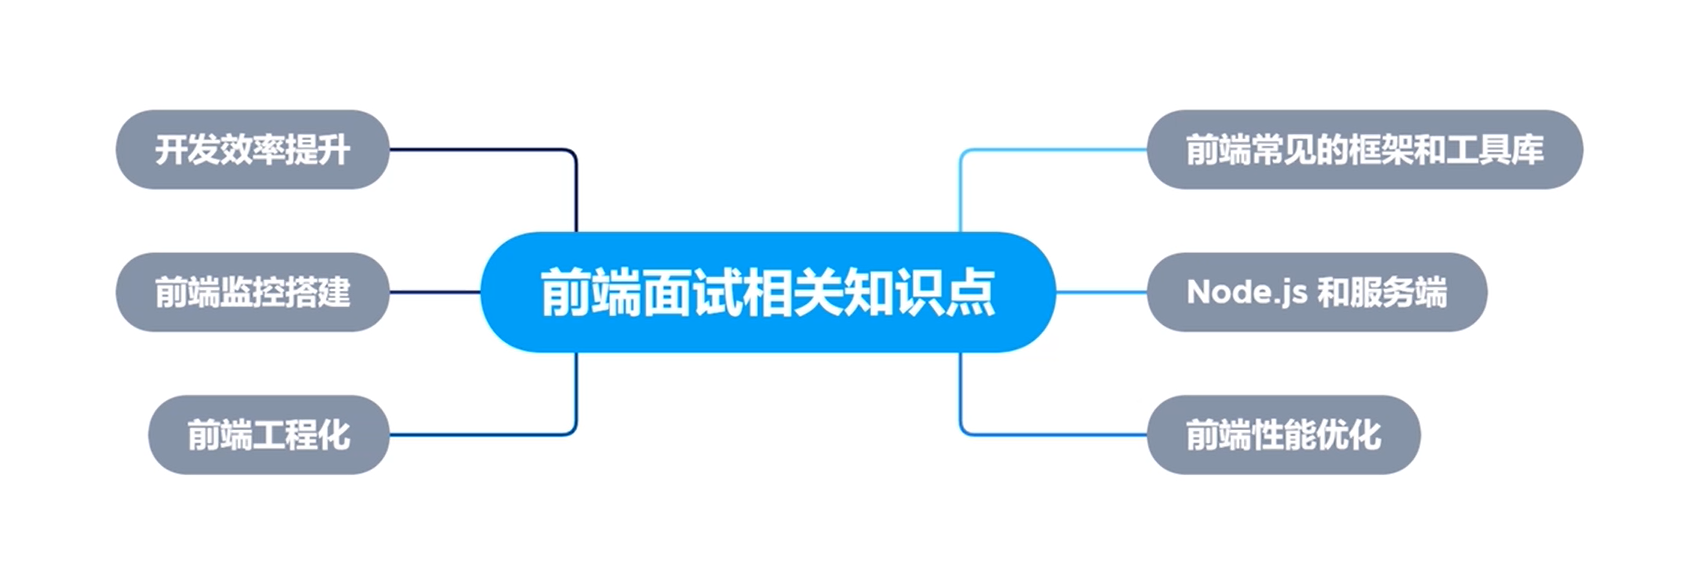 开发效率提升
前端常见的框架和工具库
前端监控搭建
前端面试相关知识点
Node.js 和服务端
前端工程化
前端性能优化